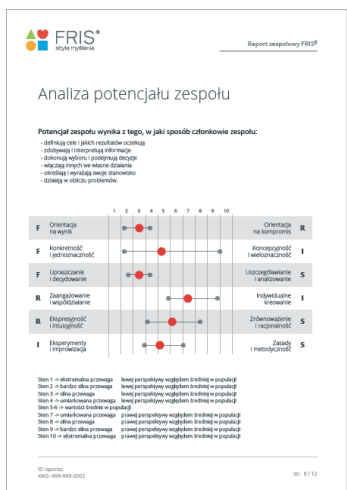 FRIS®
style myślenia
Raport zespołowy FRIS®
Analiza potencjału zespołu
Potencjał zespołu wynika z tego, w jaki sposób członkowie zespołu:
- definiują cele i jakich rezultatów oczekują
- zdobywają i interpretują informacje
- dokonują wyboru i podejmują decyzje
- włączają innych we własne działania
- określają i wyrażają swoje stanowisko
- działają w obliczu problemów.
1 2 3 4 5 6 7 8 9 10
F Orientacja na wynik Orientacja na kompromis R
F Konkretność i jednoznaczność Koncepcyjność i wieloznaczność I
F Upraszczanie i decydowanie Uszczegóławianie i analizowanie S
R Zaangażowanie i współdziałanie Indywidualne kreowanie I
R Ekspresyjność i intuicyjność Zrównoważenie i racjonalność S
I Eksperymenty i improwizacja Zasady i metodyczność S
Sten 1 -> ekstremalna przewaga lewej perspektywy względem średniej w populacji
Sten 2 -> bardzo silna przewaga lewej perspektywy względem średniej w populacji
Sten 3 -> silna przewaga lewej perspektywy względem średniej w populacji
Sten 4 -> umiarkowana przewaga lewej perspektywy względem średniej w populacji
Sten 5-6 -> wartości średnie w populacji
Sten 7 -> umiarkowana przewaga prawej perspektywy względem średniej w populacji
Sten 8 -> silna przewaga prawej perspektywy względem średniej w populacji
Sten 9 -> bardzo silna przewaga prawej perspektywy względem średniej w populacji
Sten 10 -> ekstremalna przewaga prawej perspektywy względem średniej w populacji
ID raportu:
KMZ-999-999-2002
str. 8 / 12